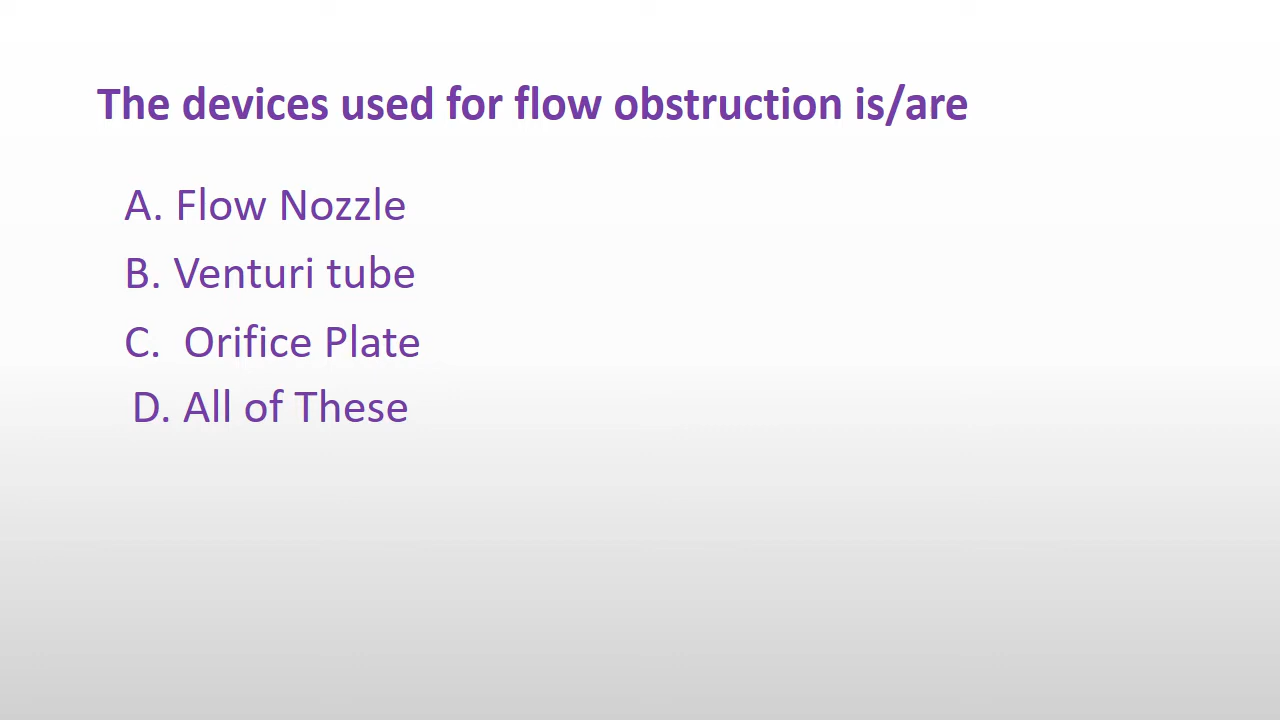 The devices used for flow obstruction is/are
A. Flow Nozzle
B. Venturi tube
C. Orifice Plate
D. All of These